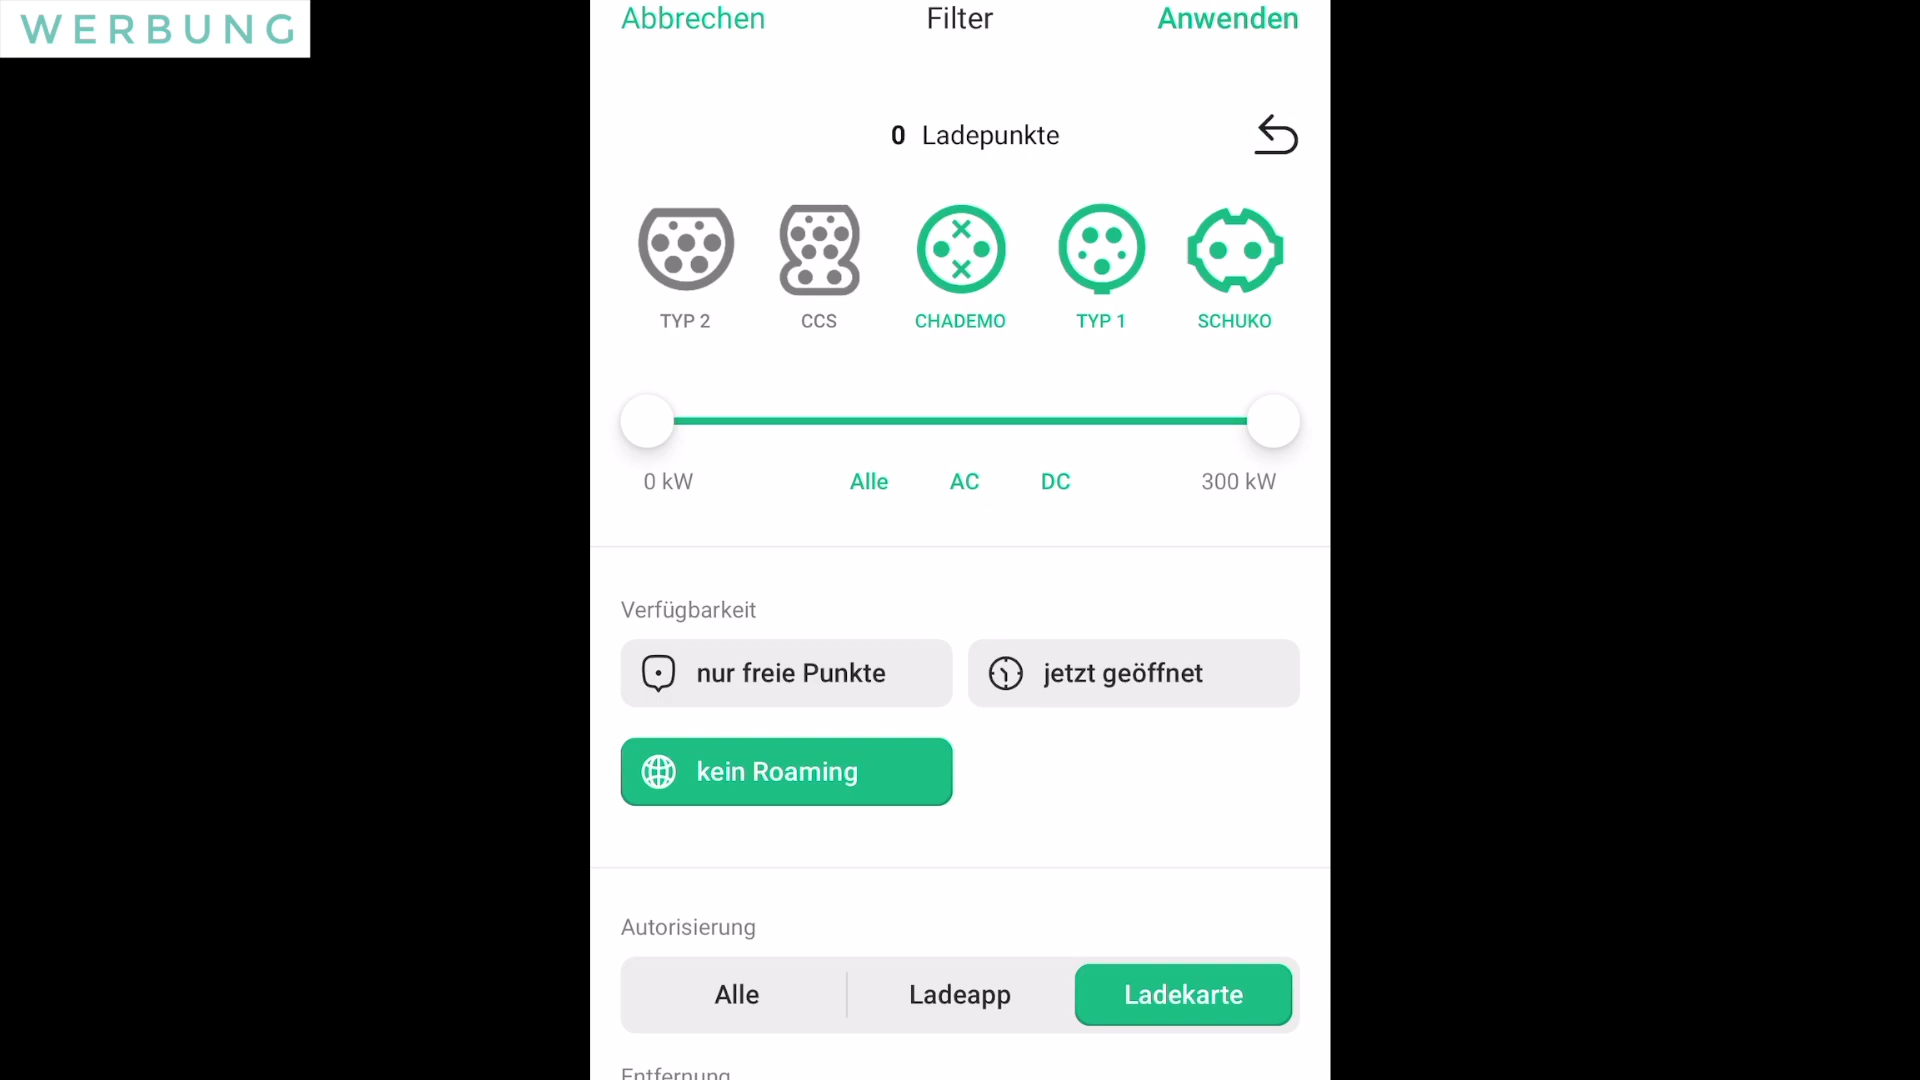 WERBUNG
Abbrechen Filter Anwenden
0 Ladepunkte
TYP 2 CCS CHADEMO TYP 1 SCHUKO
0 kW Alle AC DC 300 kW
Verfügbarkeit
nur freie Punkte jetzt geöffnet
kein Roaming
Autorisierung
Alle Ladeapp Ladekarte
Entfernung